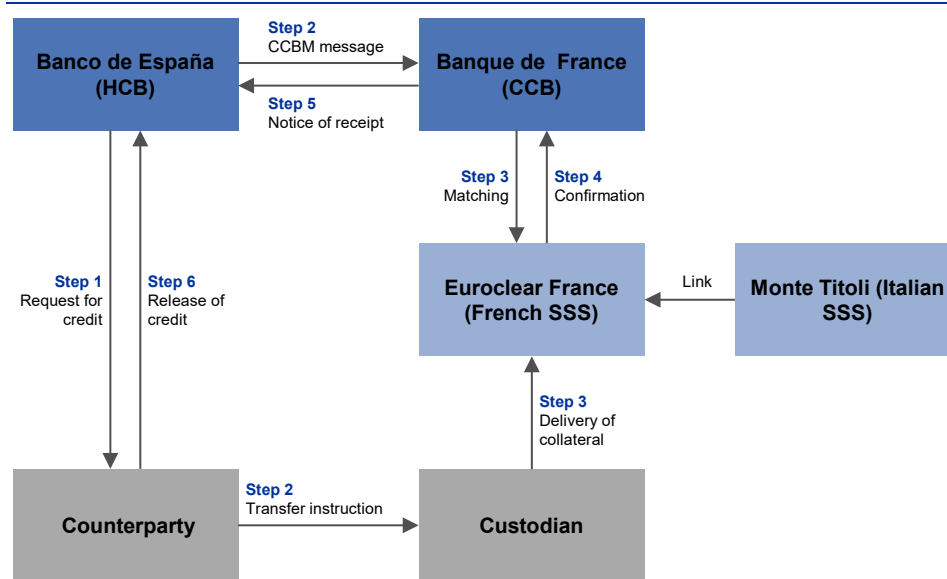 Step 2
CCBM message
Banco de España
(HCB)
Banque de France
(CCB)
Step 5
Notice of receipt
Step 3
Matching
Step 4
Confirmation
Step 1
Request for
credit
Step 6
Release of
credit
Euroclear France
(French SSS)
Link
Monte Titoli (Italian
SSS)
Step 3
Delivery of
collateral
Counterparty
Step 2
Transfer instruction
Custodian